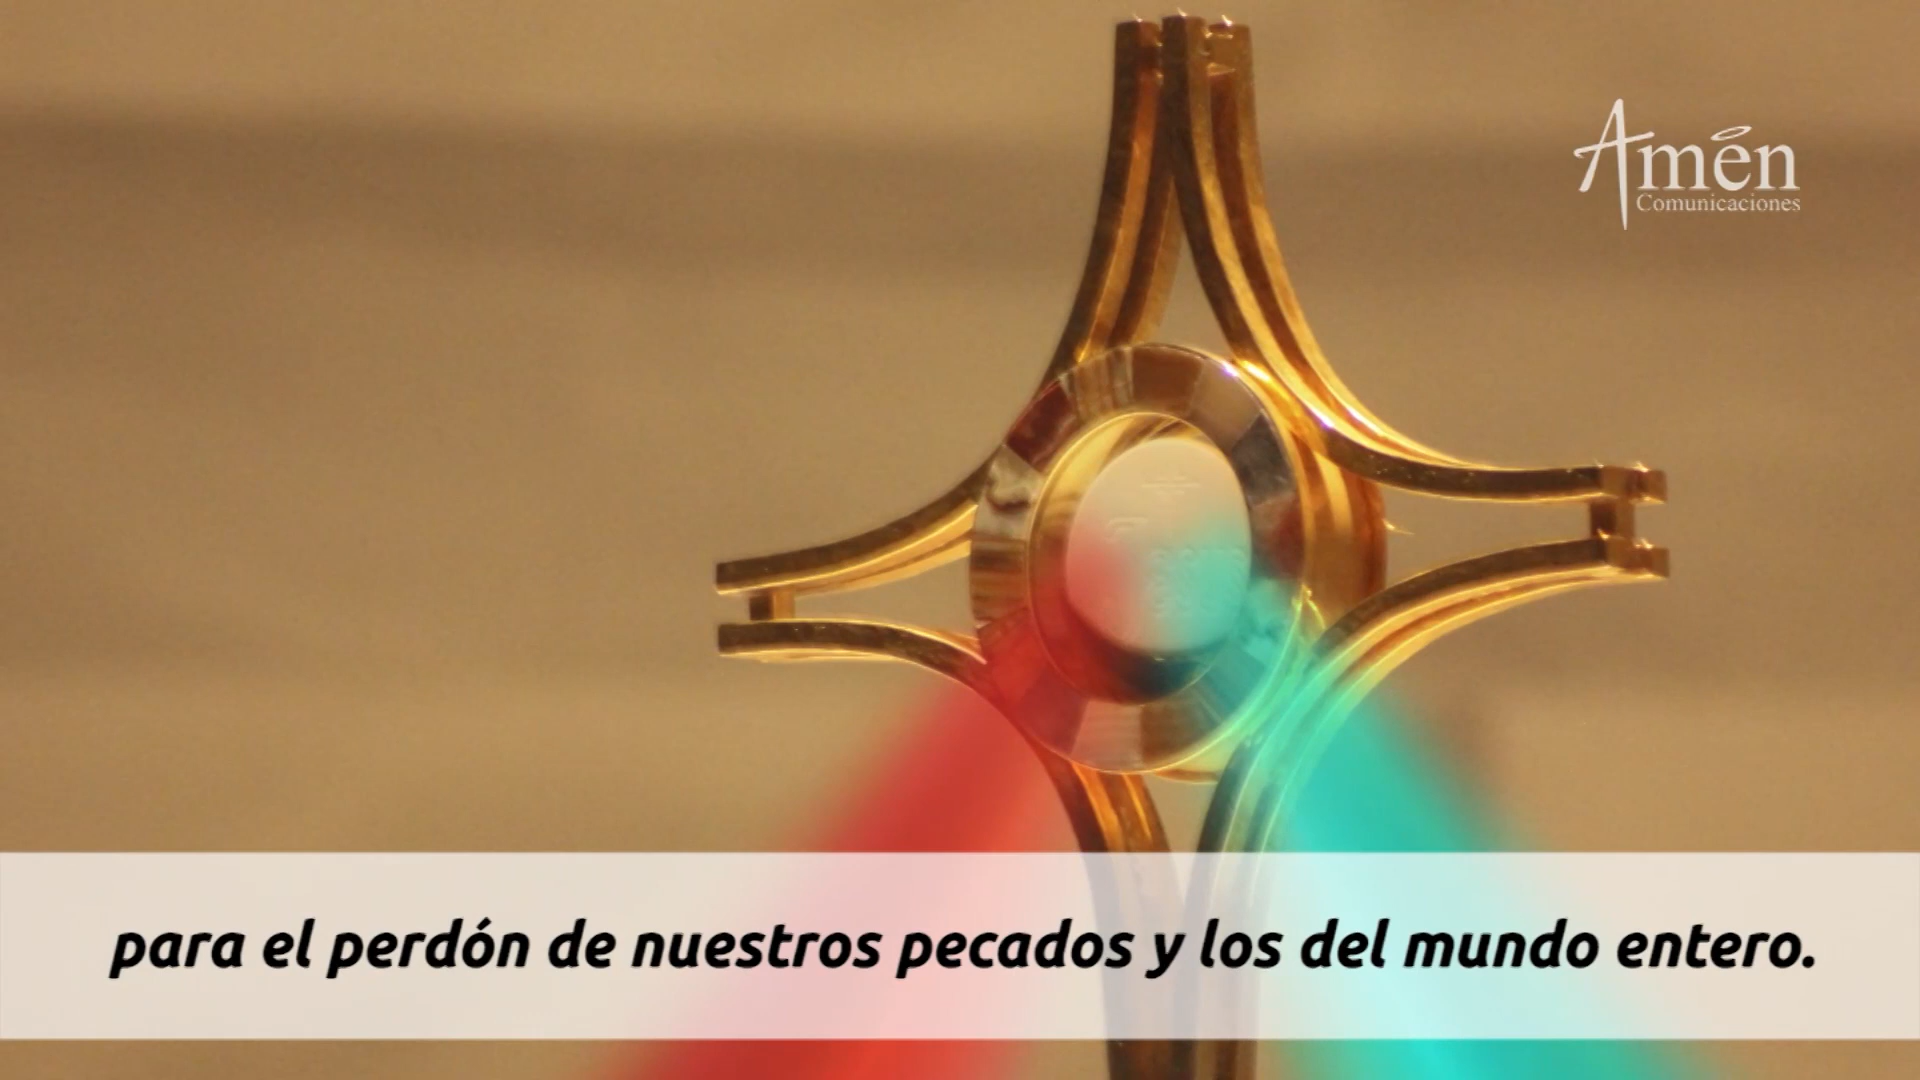 Amén
Comunicaciones
para el perdón de nuestros pecados y los del mundo entero.